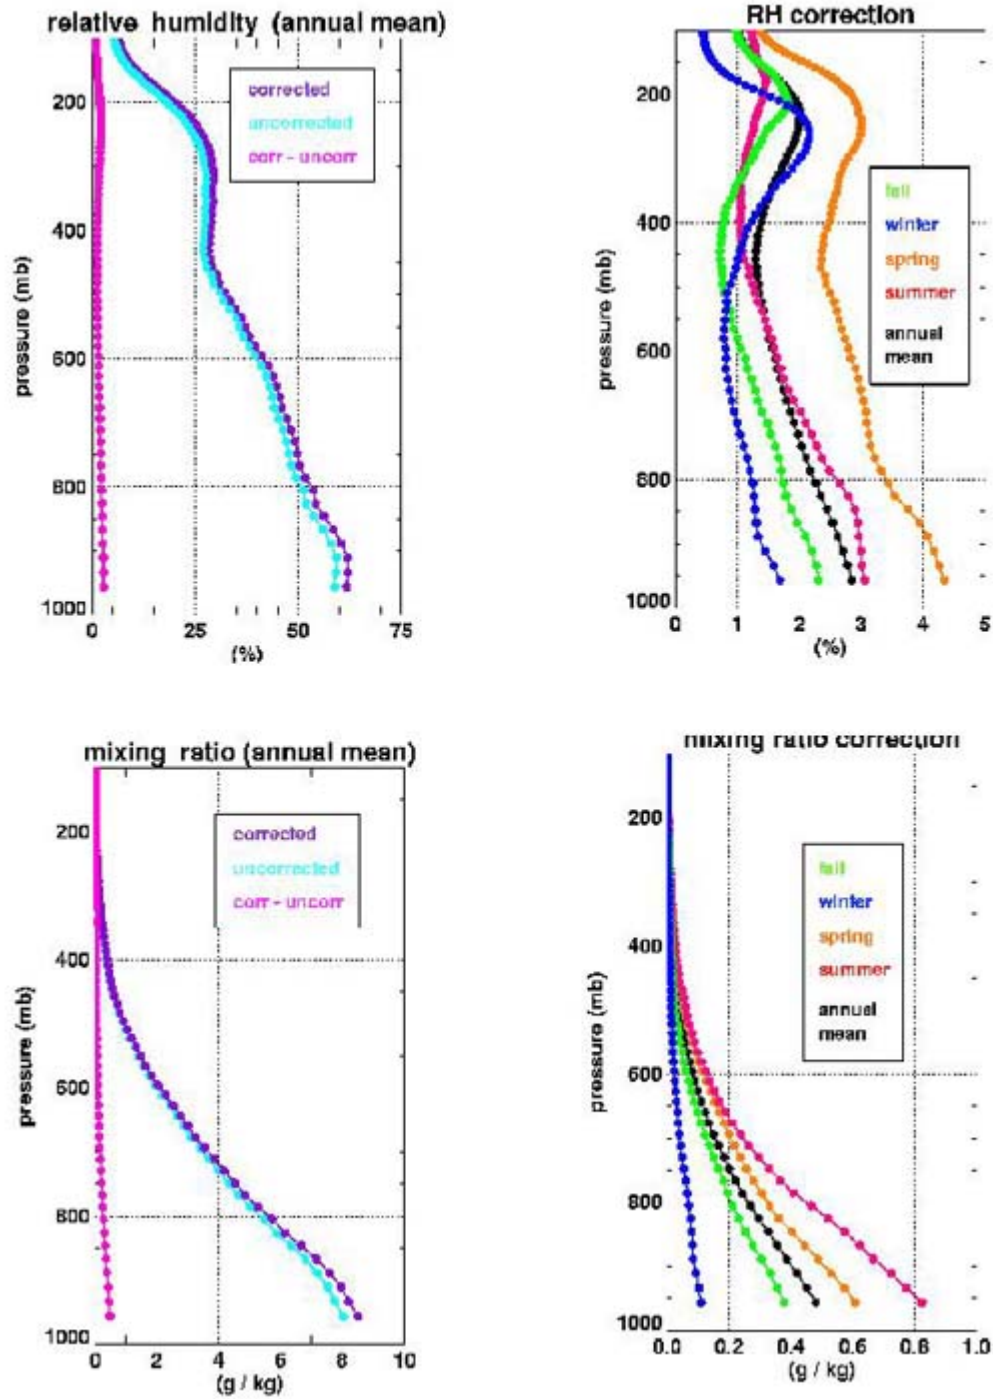 relative humidity (annual mean)
200
400
600
800
1000
pressure (mb)
corrected
uncorrected
corr - uncorr
0 25 50 75
(%)
RH correction
200
400
600
800
1000
pressure (mb)
fall
winter
spring
summer
annual
mean
0 1 2 3 4 5
(%)
mixing ratio (annual mean)
200
400
600
800
1000
pressure (mb)
corrected
uncorrected
corr - uncorr
0 2 4 6 8 10
(g / kg)
mixing ratio correction
200
400
600
800
1000
pressure (mb)
fall
winter
spring
summer
annual
mean
0.0 0.2 0.4 0.6 0.8 1.0
(g / kg)